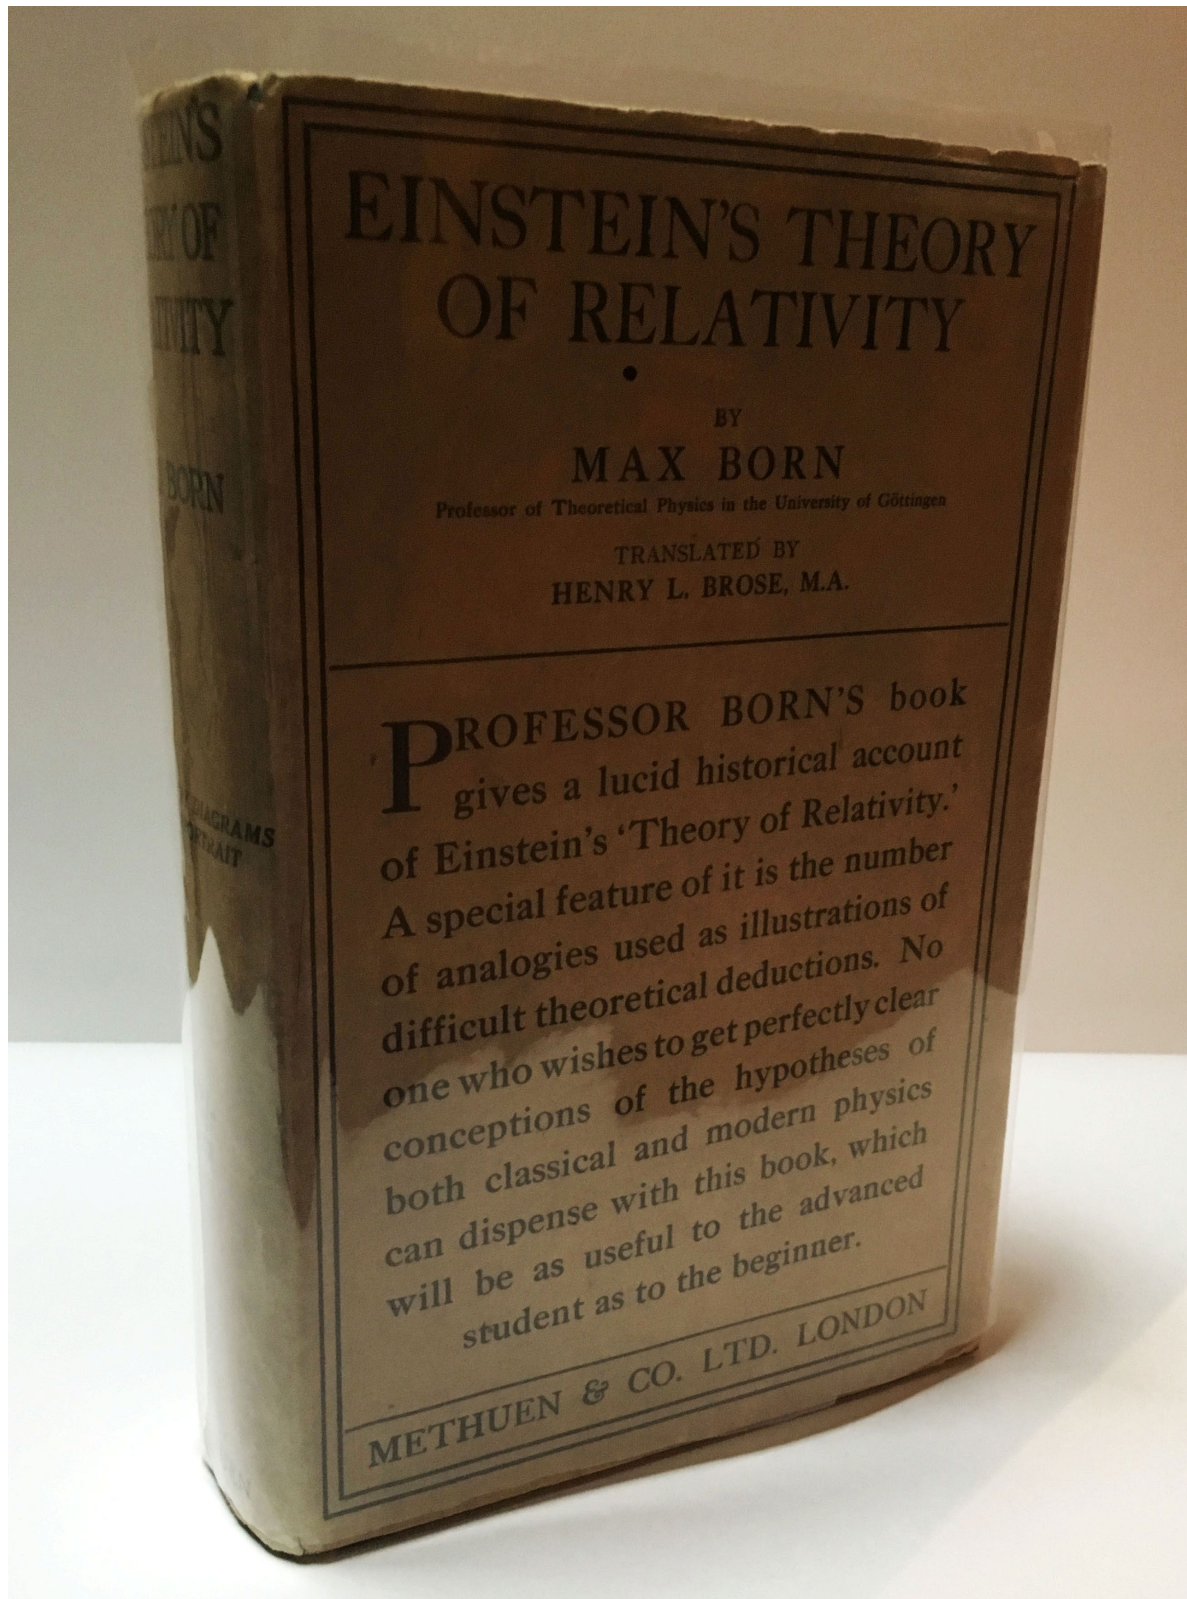 EINSTEIN'S THEORY
OF RELATIVITY
•
BY
MAX BORN
Professor of Theoretical Physics in the University of Göttingen
TRANSLATED BY
HENRY L. BROSE, M.A.
PROFESSOR BORN'S book
gives a lucid historical account
of Einstein's 'Theory of Relativity.'
A special feature of it is the number
of analogies used as illustrations of
difficult theoretical deductions. No
one who wishes to get perfectly clear
conceptions of the hypotheses of
both classical and modern physics
can dispense with this book, which
will be as useful to the advanced
student as to the beginner.
METHUEN & CO. LTD. LONDON
OF
BORN
DIAGRAMS